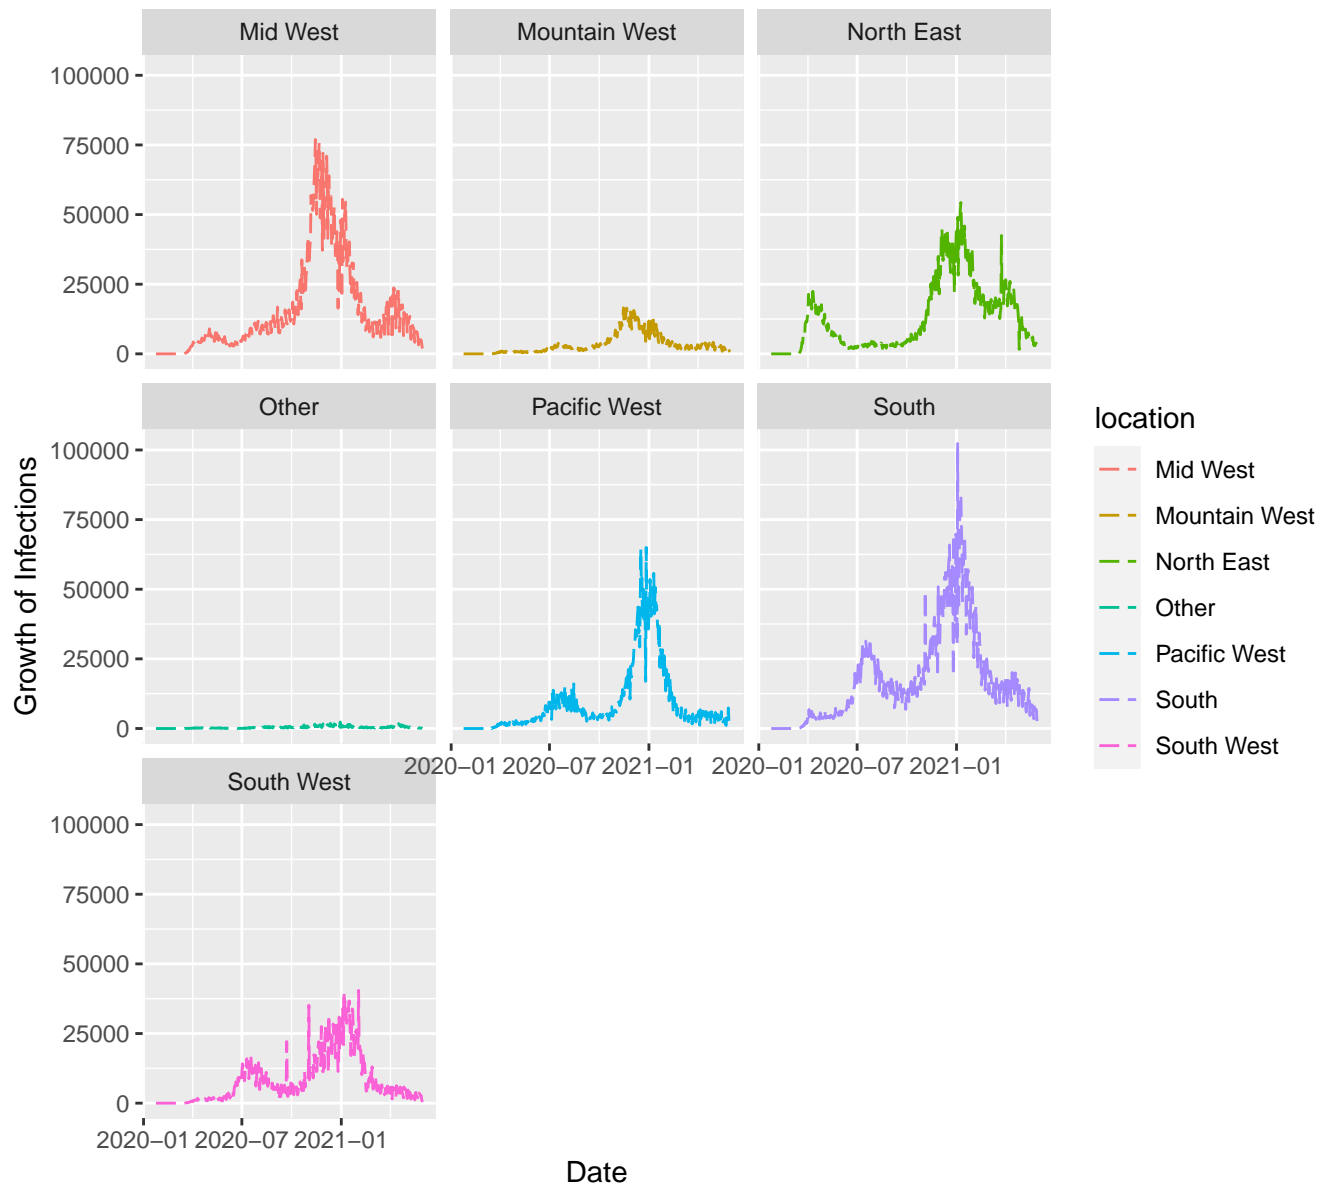 Mid West
Mountain West
North East
100000
75000
50000
25000
0
Other
Pacific West
South
100000
75000
50000
25000
0
2020−01 2020−07 2021−01
2020−01 2020−07 2021−01
South West
100000
75000
50000
25000
0
2020−01 2020−07 2021−01
Growth of Infections
Date
location
Mid West
Mountain West
North East
Other
Pacific West
South
South West